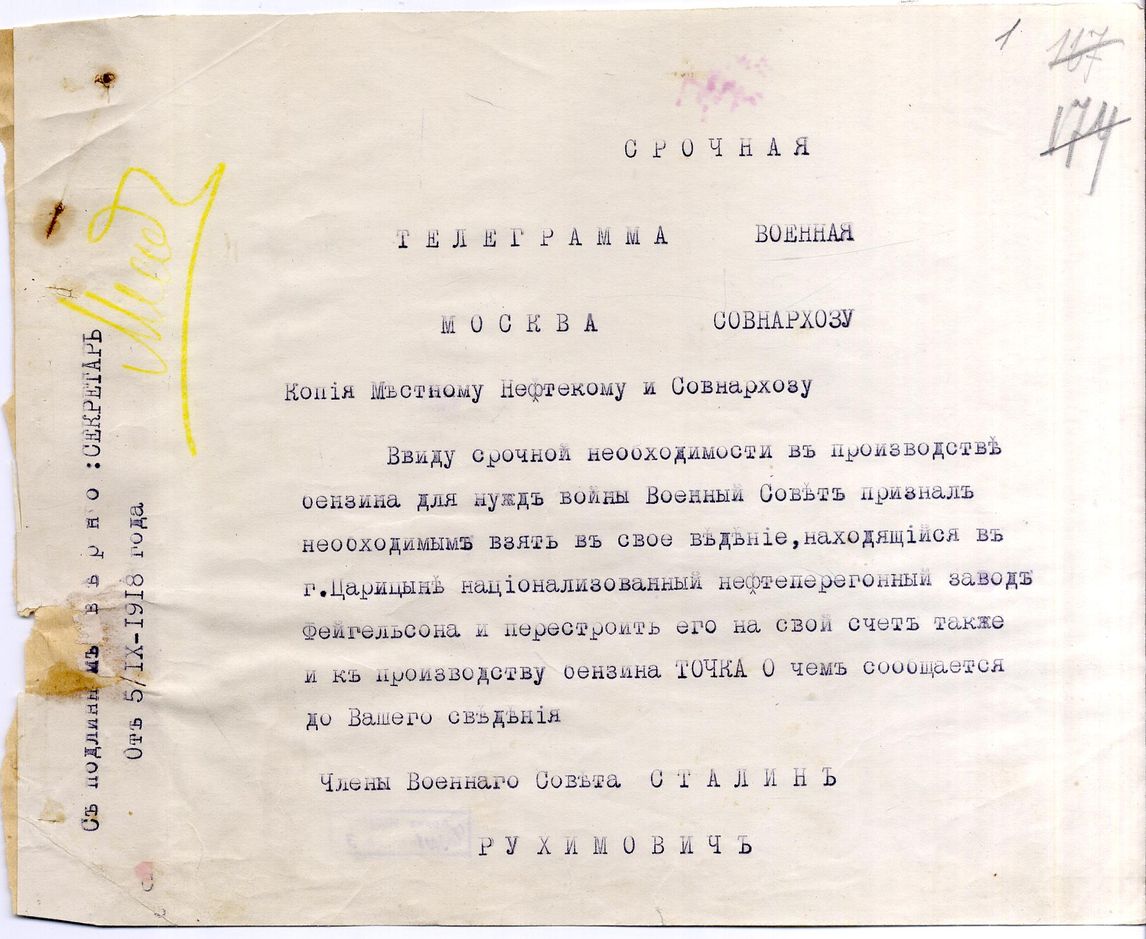 1 167
174
СРОЧНАЯ
ТЕЛЕГРАММА ВОЕННАЯ
МОСКВА СОВНАРХОЗУ
Копія Мѣстному Нефтекому и Совнархозу
Ввиду срочной необходимости въ производствѣ
бензина для нуждъ войны Военный Совѣтъ призналъ
необходимымъ взять въ свое вѣдѣніе,находящійся въ
г.Царицынѣ націонализованный нефтеперегонный заводъ
Фейгельсона и перестроить его на свой счетъ также
и къ производству бензина ТОЧКА О чемъ сообщается
до Вашего свѣдѣнія
Члены Военнаго Совѣта СТАЛИНЪ
РУХИМОВИЧЪ
Съ подлиннымъ вѣрно:СЕКРЕТАРЬ
Отъ 5/IX-1918 года